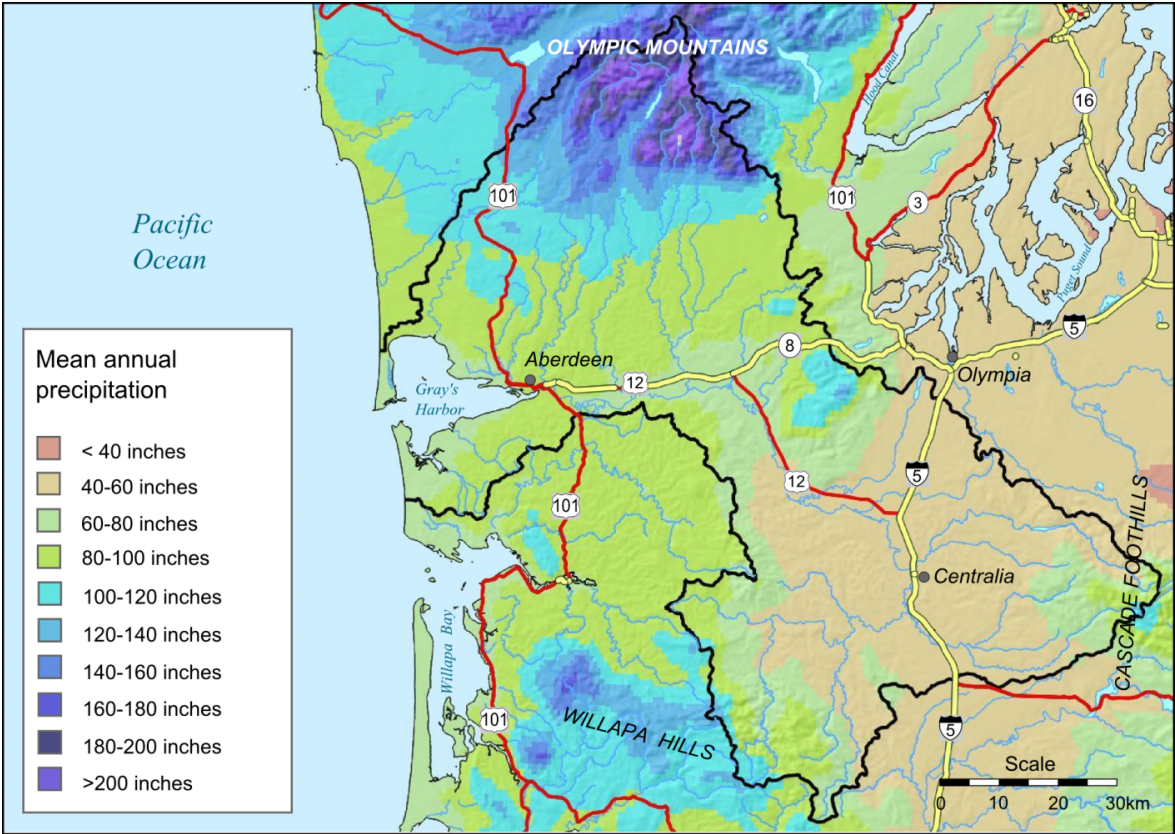 OLYMPIC MOUNTAINS
Hood Canal
16
101
101
3
Pacific
Ocean
Puget Sound
5
Mean annual
precipitation
< 40 inches
40-60 inches
60-80 inches
80-100 inches
100-120 inches
120-140 inches
140-160 inches
160-180 inches
180-200 inches
>200 inches
8
Aberdeen
12
Olympia
Gray's
Harbor
5
12
101
CASCADE FOOTHILLS
Centralia
Willapa Bay
101
WILLAPA HILLS
5
Scale
0 10 20 30km